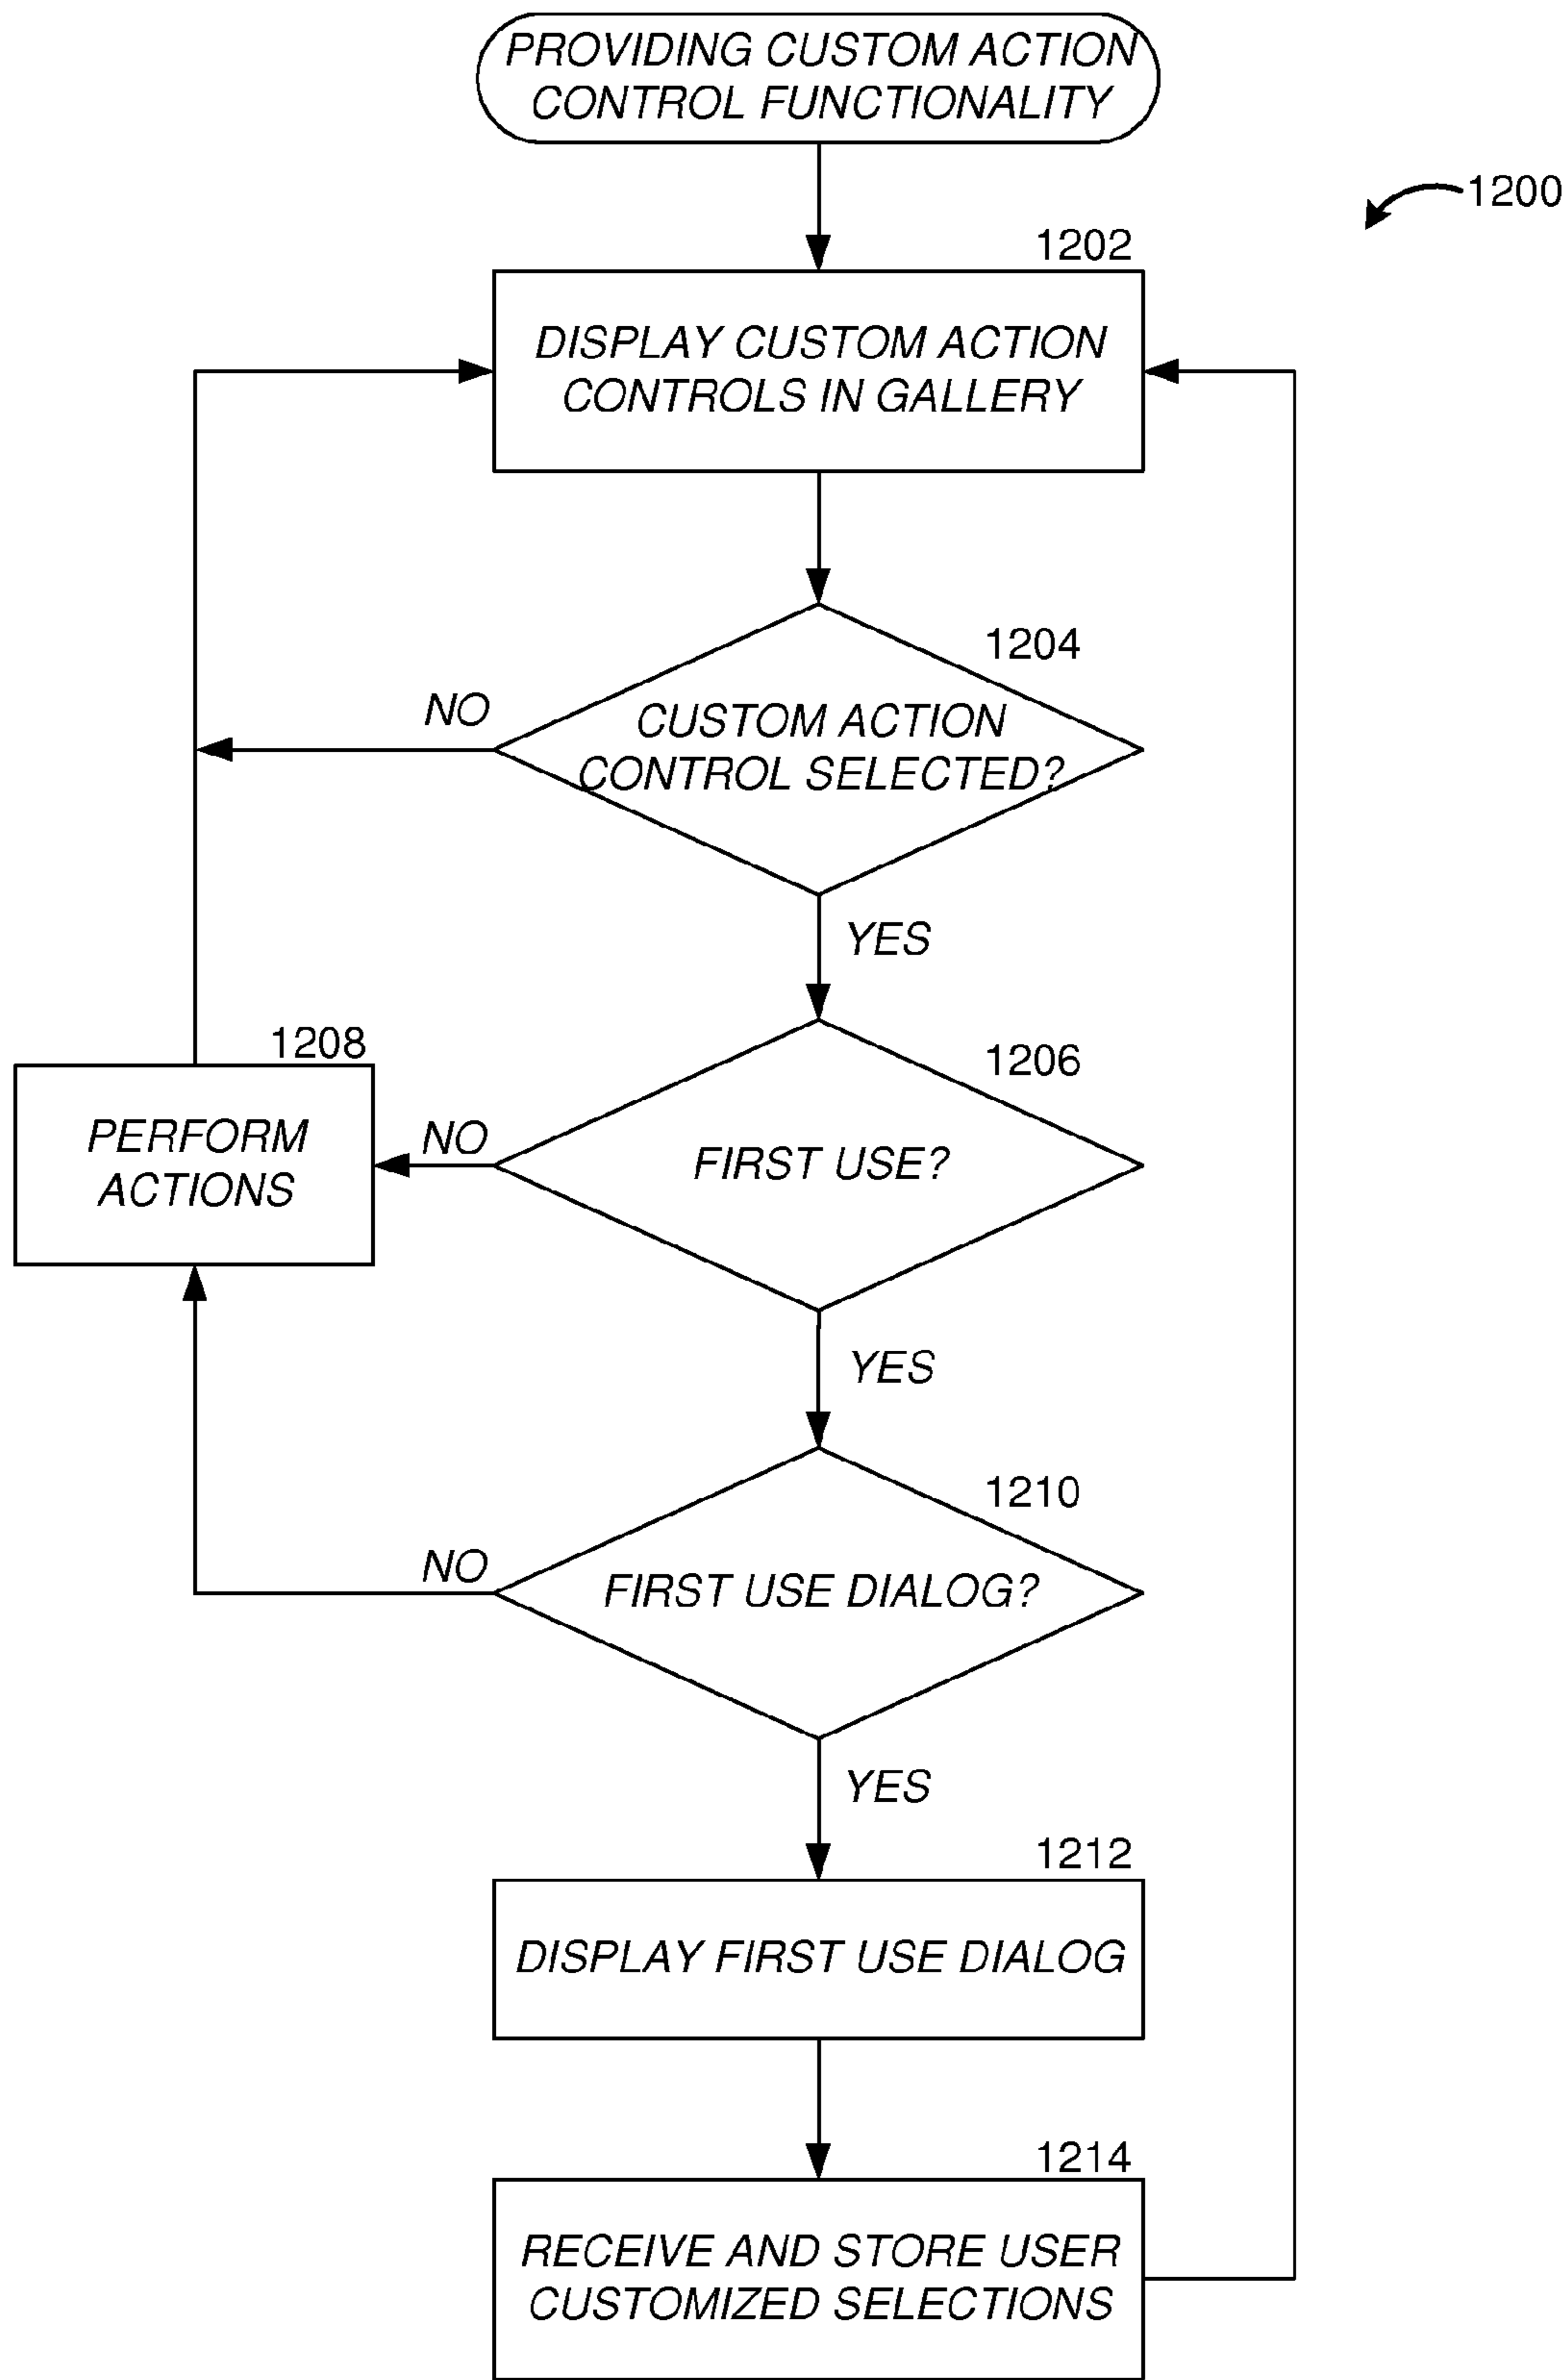 PROVIDING CUSTOM ACTION
CONTROL FUNCTIONALITY
1200
1202
DISPLAY CUSTOM ACTION
CONTROLS IN GALLERY
1204
NO
CUSTOM ACTION
CONTROL SELECTED?
YES
1208
1206
PERFORM
ACTIONS
NO
FIRST USE?
YES
1210
NO
FIRST USE DIALOG?
YES
1212
DISPLAY FIRST USE DIALOG
1214
RECEIVE AND STORE USER
CUSTOMIZED SELECTIONS